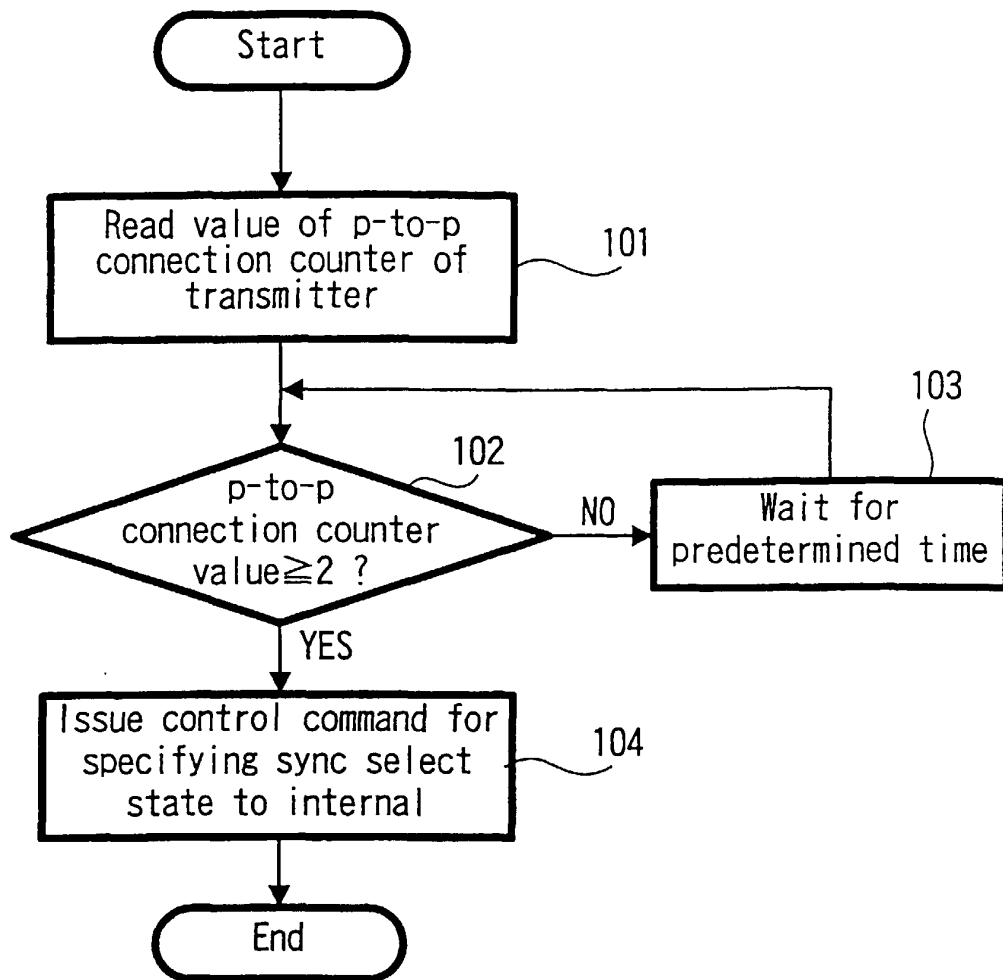 Start
Read value of p-to-p
connection counter of
transmitter
101
103
102
p-to-p
connection counter
value≧2 ?
NO
Wait for
predetermined time
YES
Issue control command for
specifying sync select
state to internal
104
End